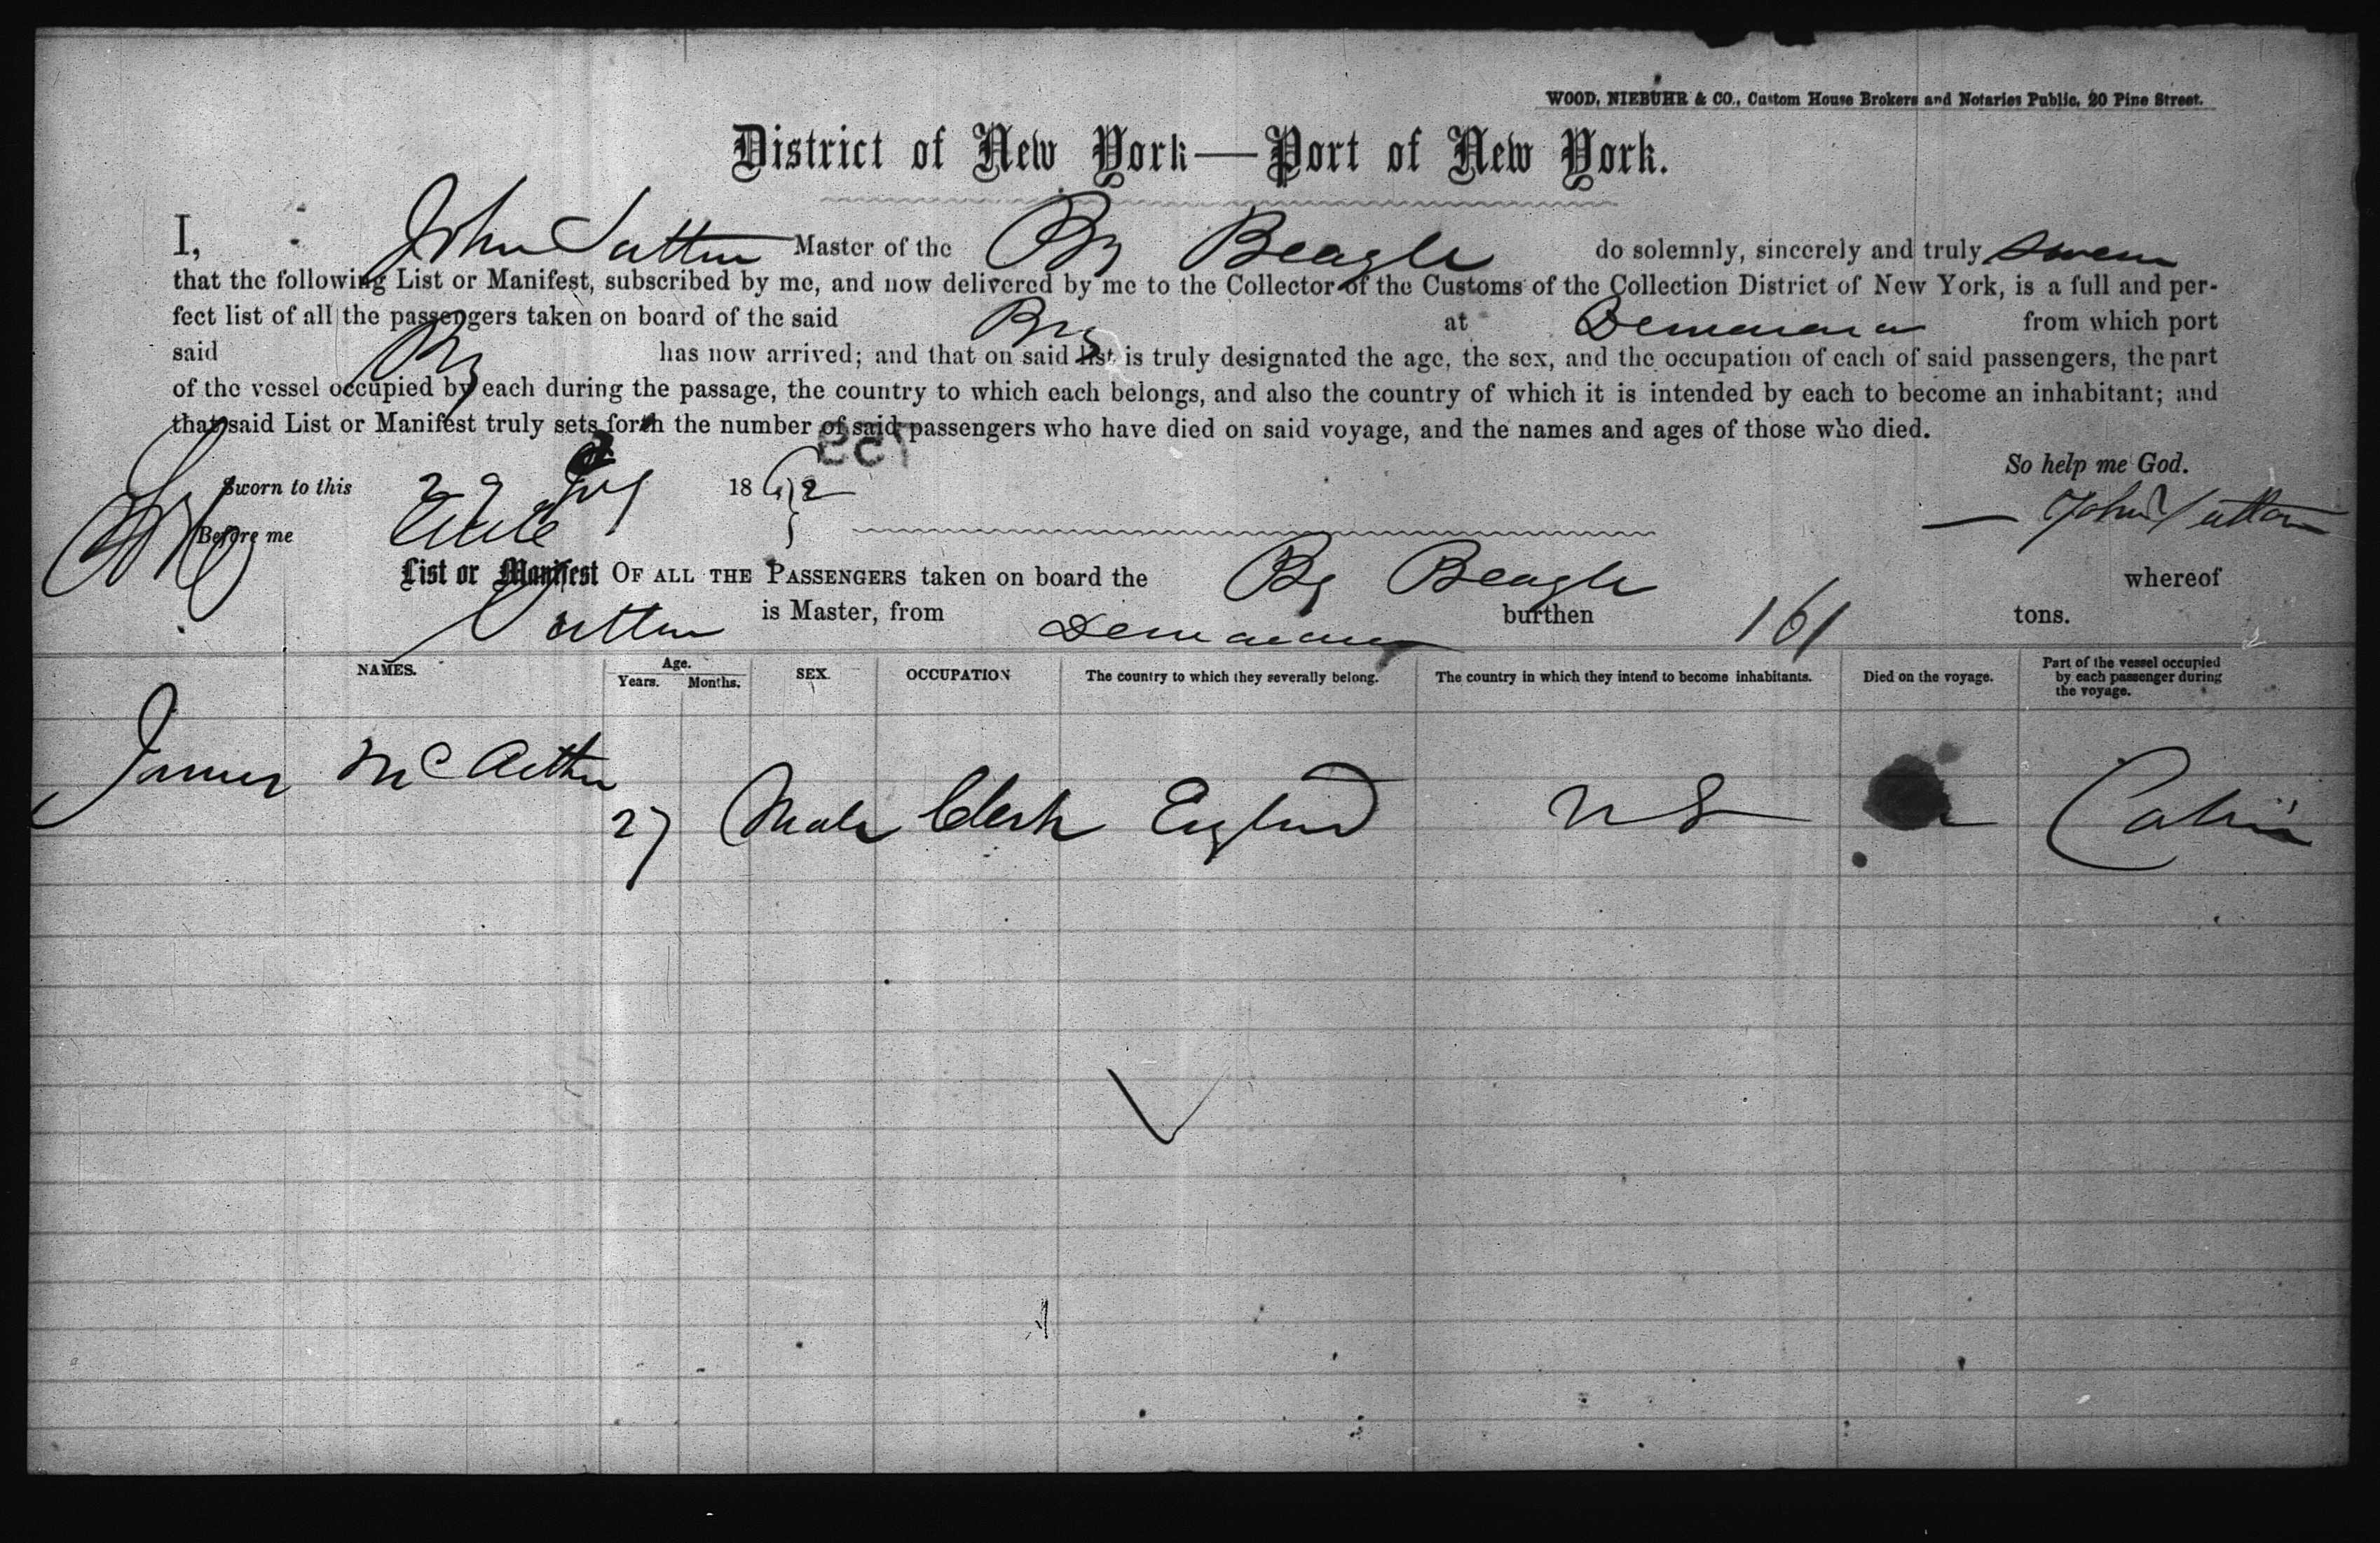 WOOD, NIEBUHR & CO., Custom House Brokers and Notaries Public, 20 Pine Street.
District of New York—Port of New York.
I, John Sutton Master of the Bg Beagle do solemnly, sincerely and truly swear
that the following List or Manifest, subscribed by me, and now delivered by me to the Collector of the Customs of the Collection District of New York, is a full and per-
fect list of all the passengers taken on board of the said Brig at Demerara from which port
said Bg has now arrived; and that on said list is truly designated the age, the sex, and the occupation of each of said passengers, the part
of the vessel occupied by each during the passage, the country to which each belongs, and also the country of which it is intended by each to become an inhabitant; and
that said List or Manifest truly sets forth the number of said passengers who have died on said voyage, and the names and ages of those who died.
So help me God.
Sworn to this 29 1862
John Sutton
Before me
List or Manifest OF ALL THE PASSENGERS taken on board the Bg Beagle whereof
Sutton is Master, from Demerara burthen 161 tons.
NAMES. Age. Years. Months. SEX. OCCUPATION The country to which they severally belong. The country in which they intend to become inhabitants. Died on the voyage. Part of the vessel occupied by each passenger during the voyage.
James McArthur 27 Male Clerk England U S Cabin